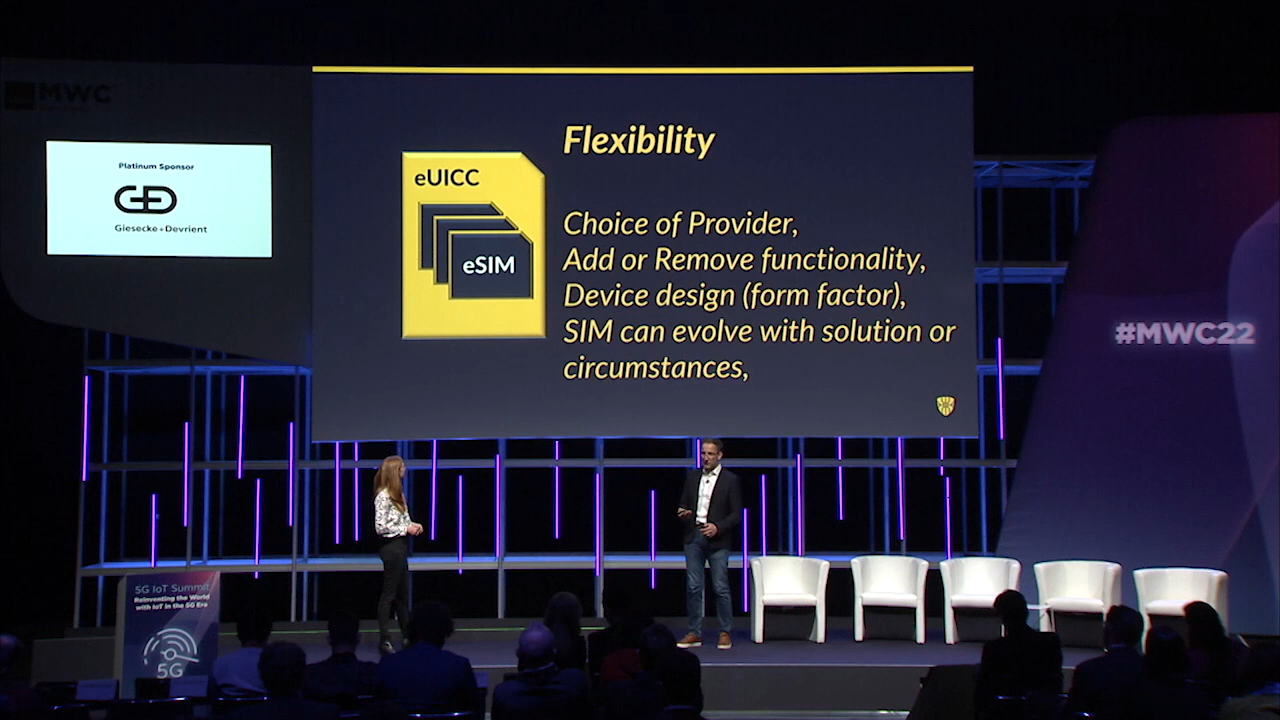 MWC
Platinum Sponsor
Giesecke+Devrient
Flexibility
eUICC
eSIM
Choice of Provider,
Add or Remove functionality,
Device design (form factor),
SIM can evolve with solution or
circumstances,
#MWC22
5G IoT Summit
Reinventing the World
with IoT in the 5G Era
5G